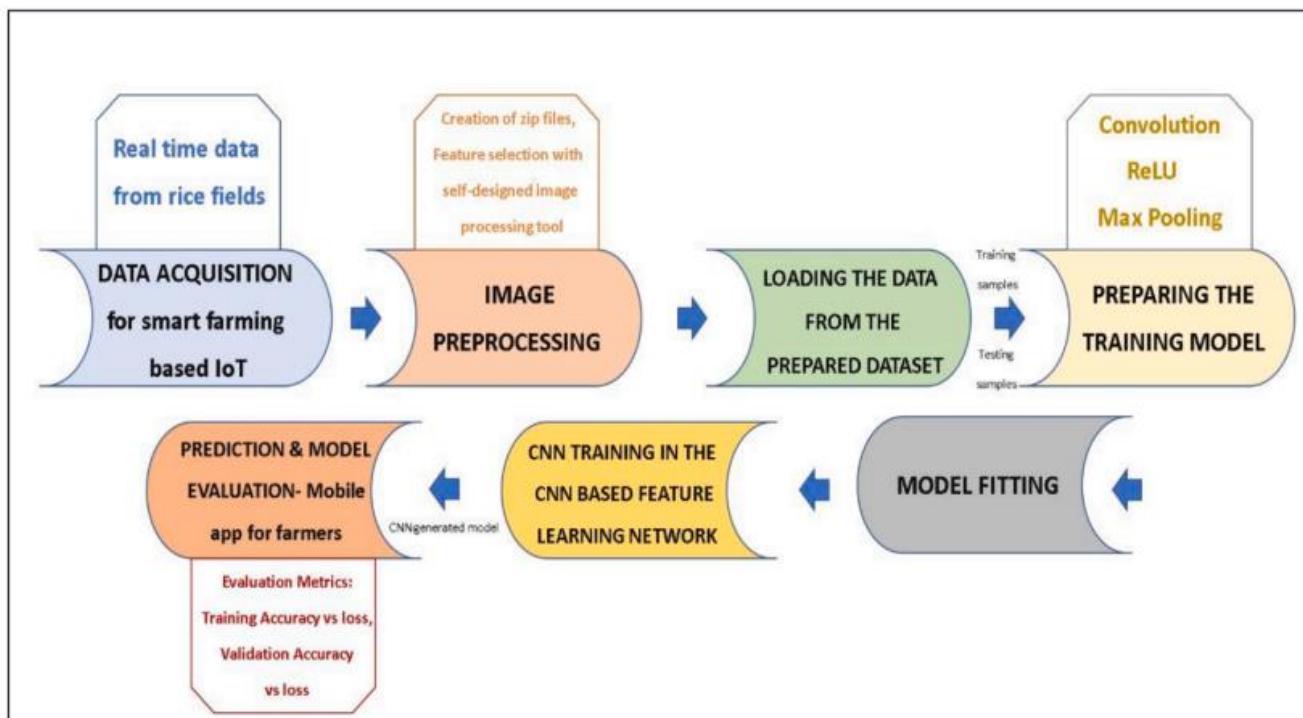 Real time data
from rice fields
DATA ACQUISITION
for smart farming
based IoT
Creation of zip files,
Feature selection with
self-designed image
processing tool
IMAGE
PREPROCESSING
LOADING THE DATA
FROM THE
PREPARED DATASET
Training
samples
Testing
samples
Convolution
ReLU
Max Pooling
PREPARING THE
TRAINING MODEL
MODEL FITTING
CNN TRAINING IN THE
CNN BASED FEATURE
LEARNING NETWORK
CNNgenerated model
PREDICTION & MODEL
EVALUATION- Mobile
app for farmers
Evaluation Metrics:
Training Accuracy vs loss,
Validation Accuracy
vs loss